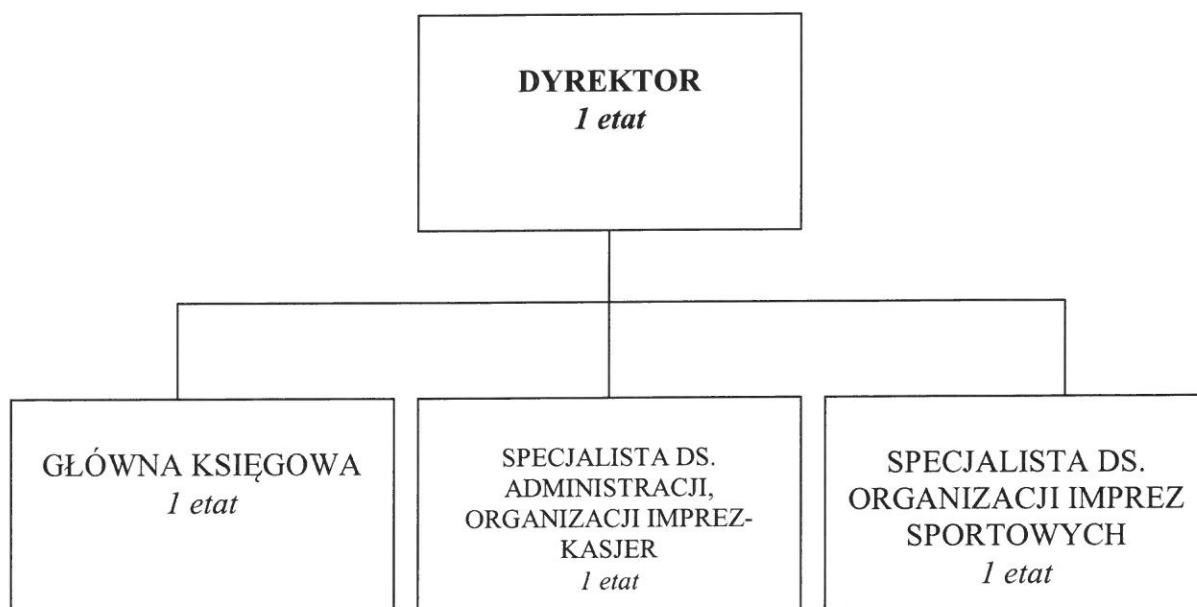 DYREKTOR
1 etat
GŁÓWNA KSIĘGOWA
1 etat
SPECJALISTA DS.
ADMINISTRACJI,
ORGANIZACJI IMPREZ-
KASJER
1 etat
SPECJALISTA DS.
ORGANIZACJI IMPREZ
SPORTOWYCH
1 etat